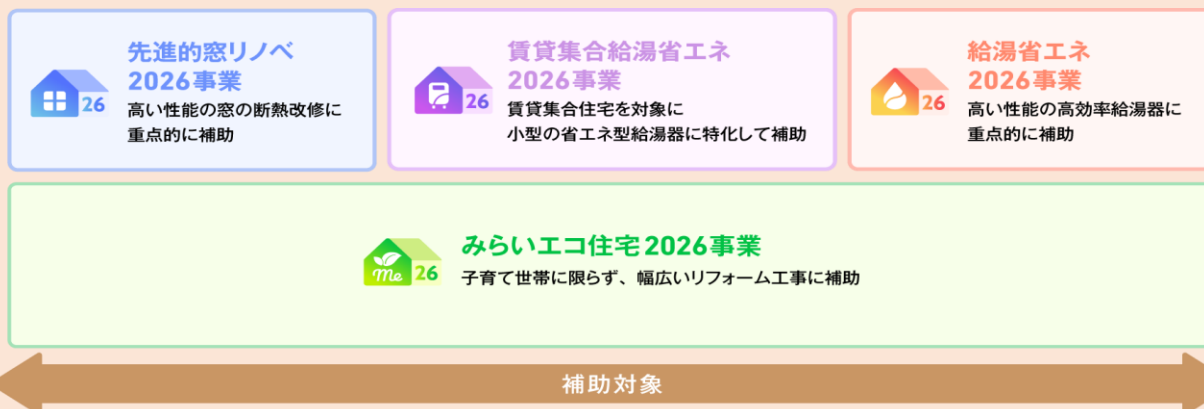 先進的窓リノベ
2026事業
26
高い性能の窓の断熱改修に
重点的に補助
賃貸集合給湯省エネ
2026事業
26
賃貸集合住宅を対象に
小型の省エネ型給湯器に特化して補助
給湯省エネ
2026事業
26
高い性能の高効率給湯器に
重点的に補助
みらいエコ住宅2026事業
me 26
子育て世帯に限らず、幅広いリフォーム工事に補助
補助対象